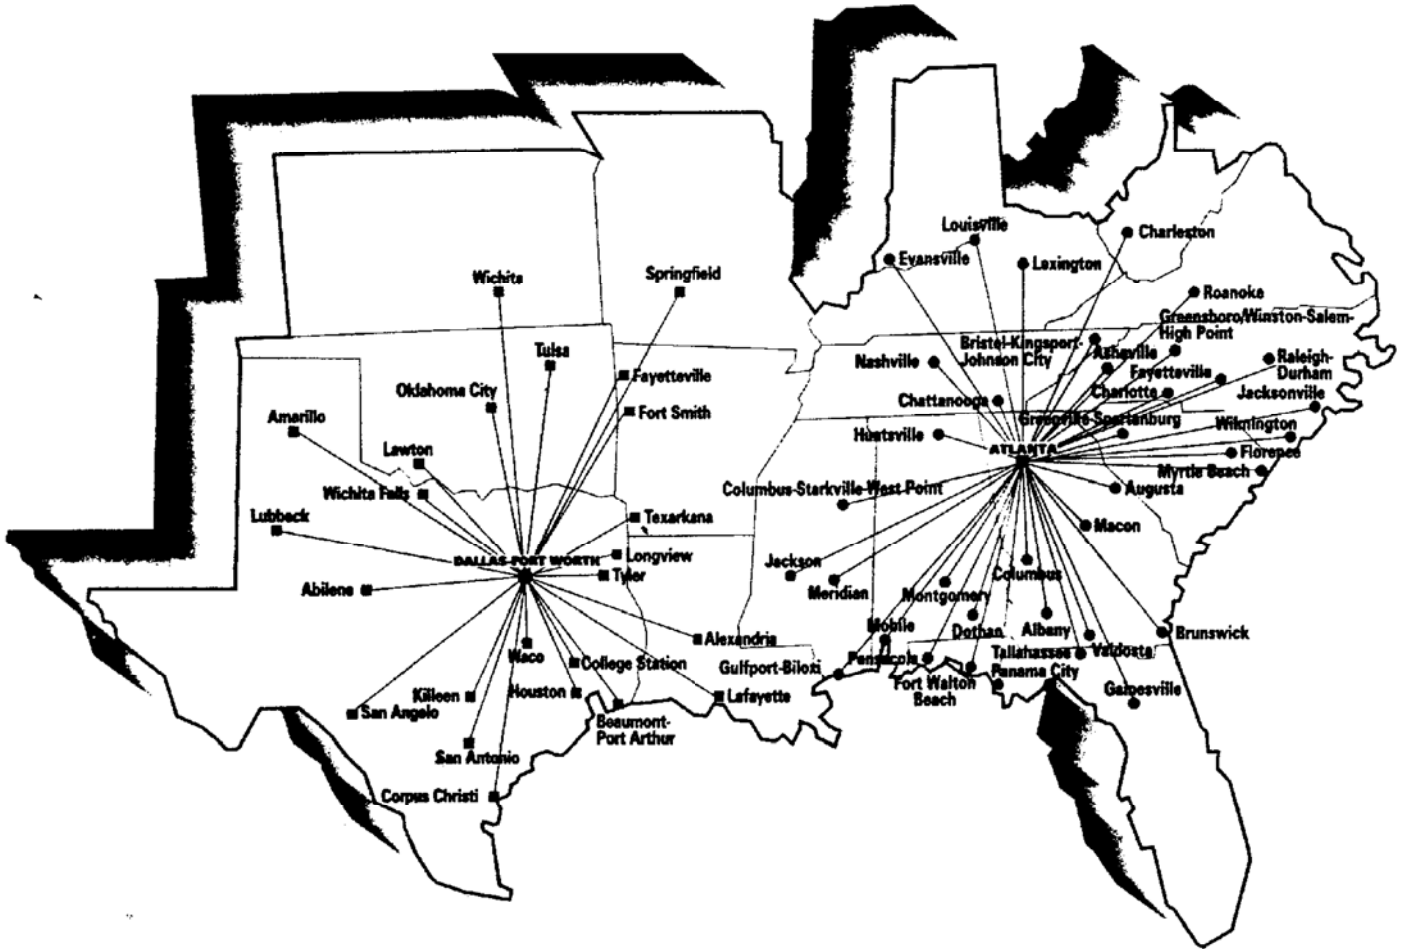 Louisville
Charleston
Evansville
Lexington
Wichita
Springfield
Roanoke
Greensboro/Winston-Salem-
High Point
Bristel-Kingsport-
Johnson City
Tulsa
Asheville
Nashville
Raleigh-
Durham
Fayetteville
Fayetteville
Oklahoma City
Charlotte
Jacksonville
Chattanooga
Fort Smith
Amarillo
Greenville-Spartanburg
Wilmington
Huntsville
Lawton
ATLANTA
Florence
Myrtle Beach
Wichita Falls
Columbus-Starkville-West Point
Augusta
Lubbock
Texarkana
Macon
Longview
DALLAS-FORT WORTH
Jackson
Tyler
Columbus
Abilene
Meridian
Montgomery
Mobile
Dothan
Albany
Brunswick
Alexandria
Waco
College Station
Gulfport-Biloxi
Pensacola
Tallahassee
Valdosta
Panama City
Killeen
Houston
Lafayette
Fort Walton
Beach
Gainesville
San Angelo
Beaumont-
Port Arthur
San Antonio
Corpus Christi